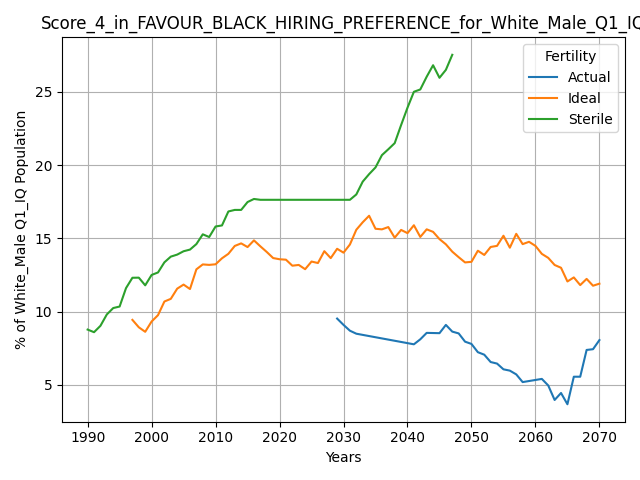 Score_4_in_FAVOUR_BLACK_HIRING_PREFERENCE_for_White_Male_Q1_IQ
Fertility
Actual
Ideal
Sterile
% of White_Male Q1_IQ Population
25
20
15
10
5
1990 2000 2010 2020 2030 2040 2050 2060 2070
Years